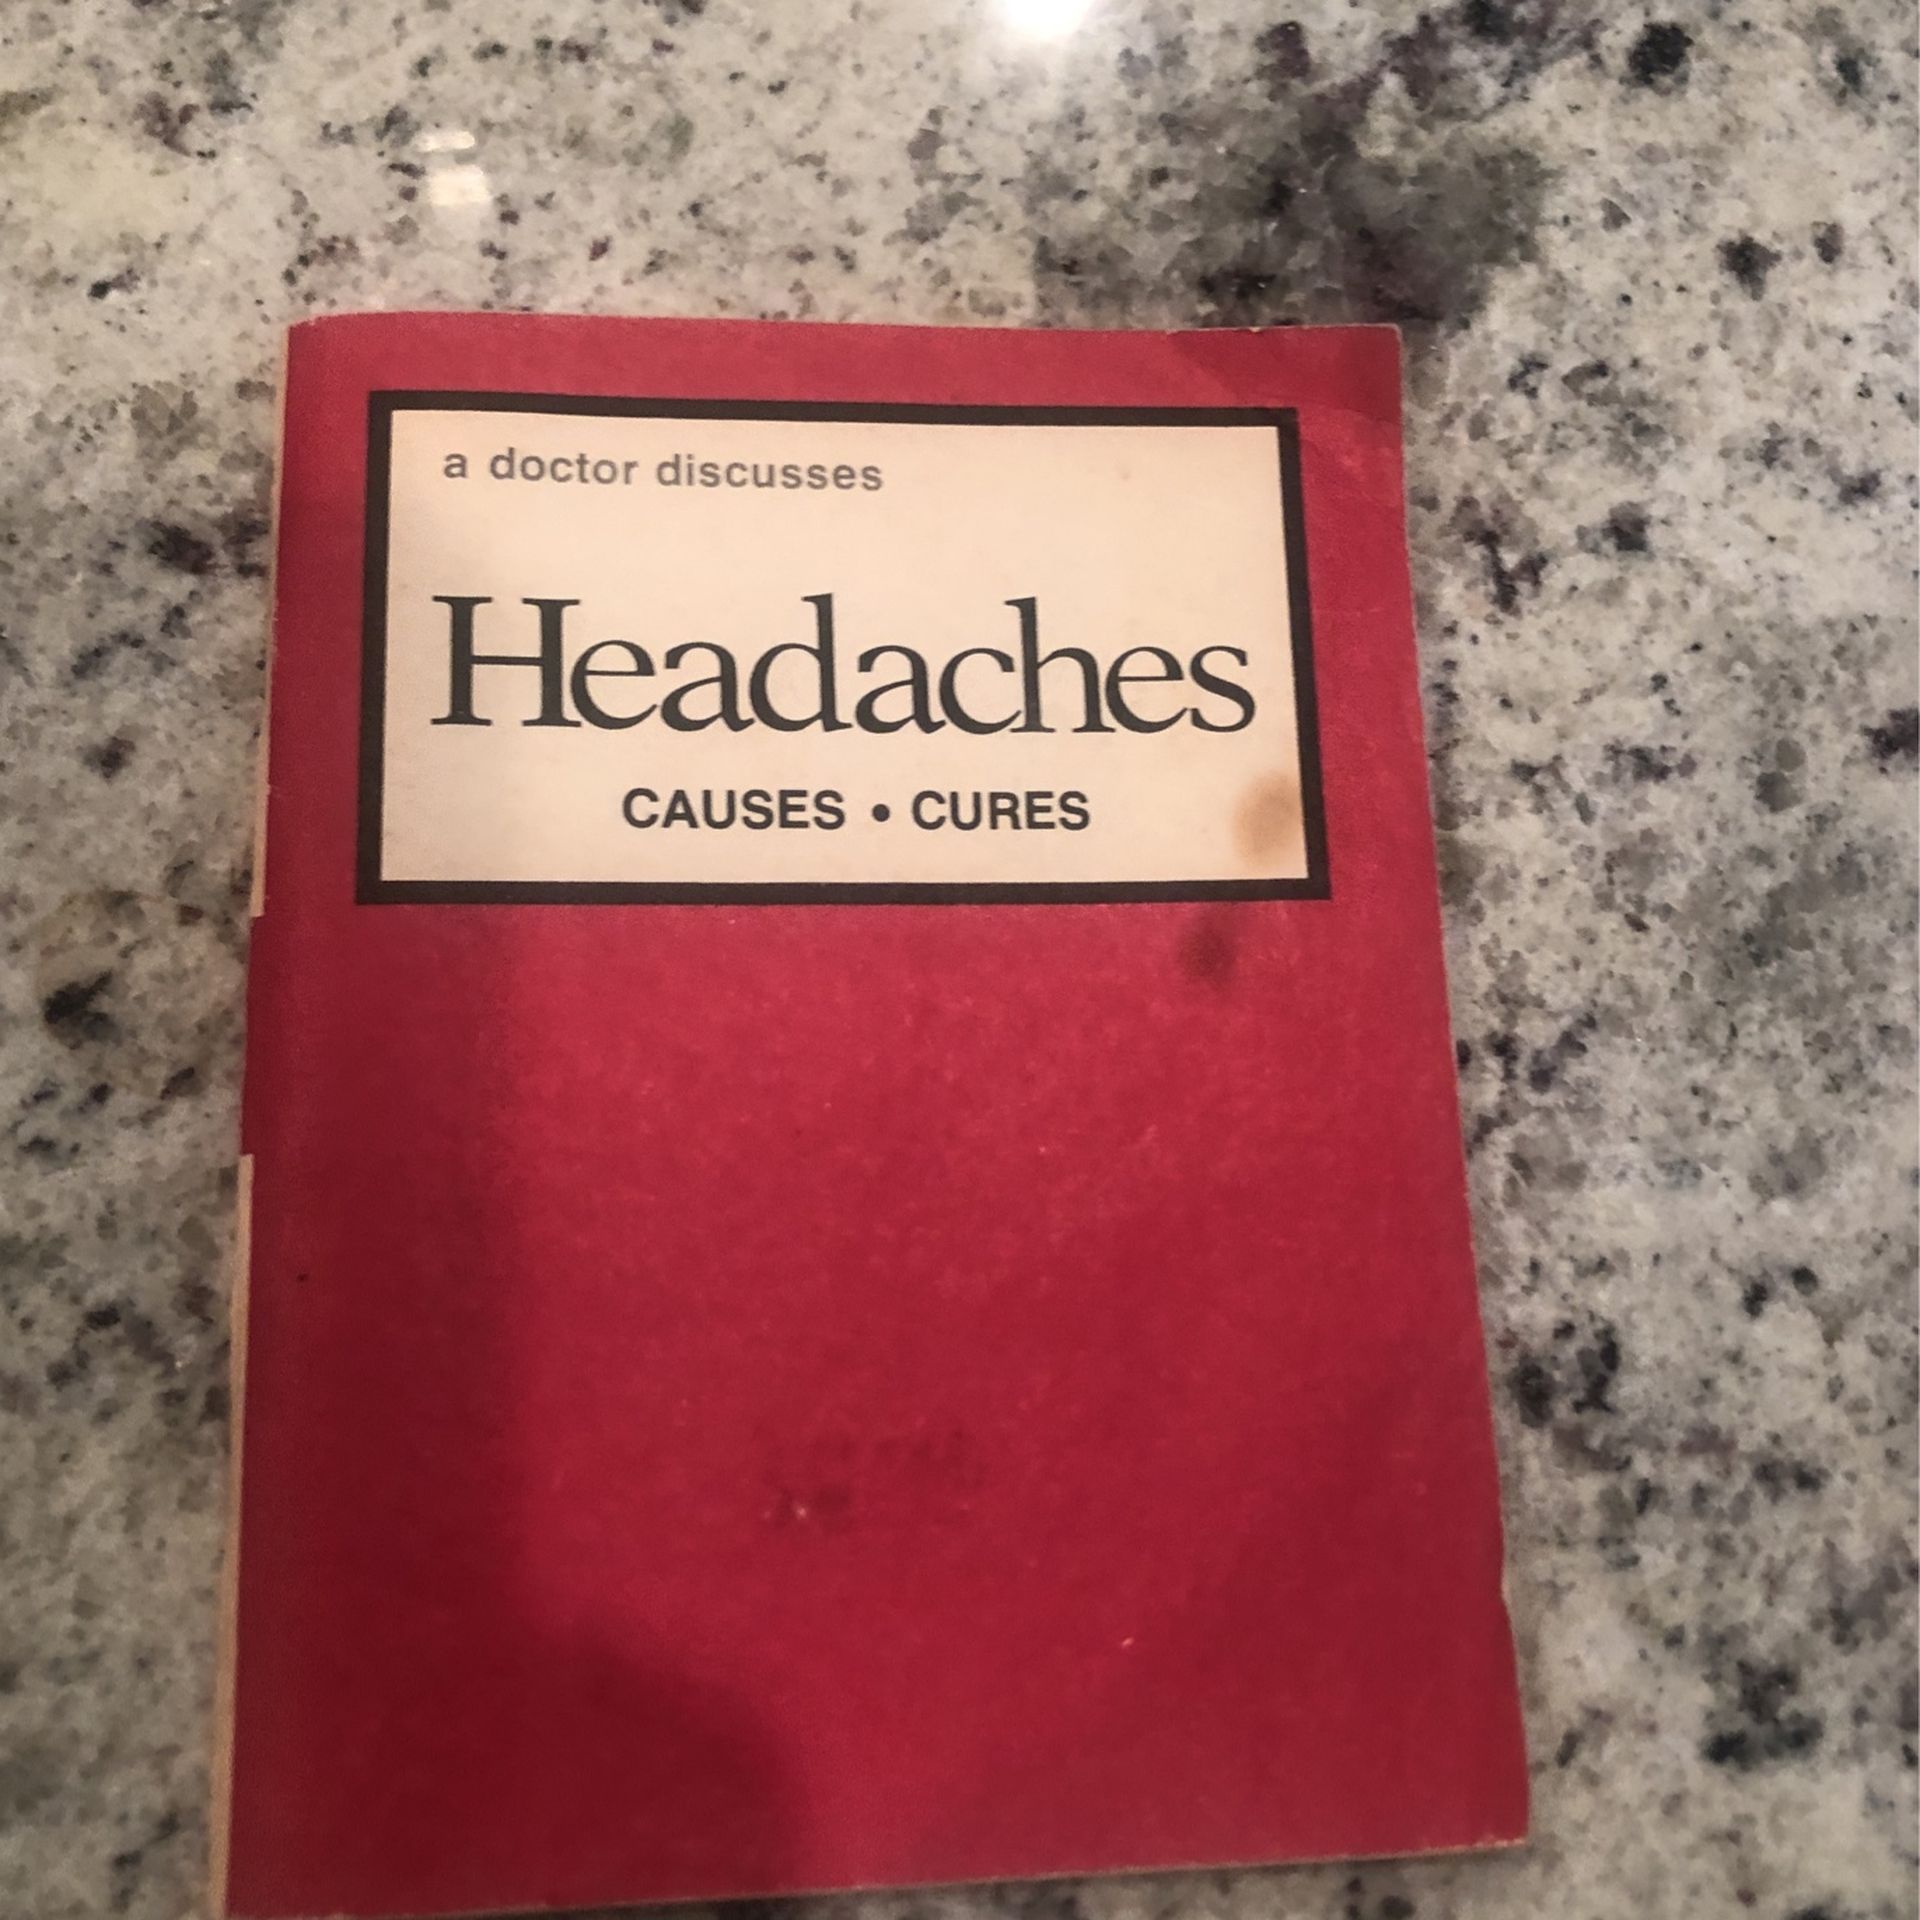 a doctor discusses
Headaches
CAUSES • CURES